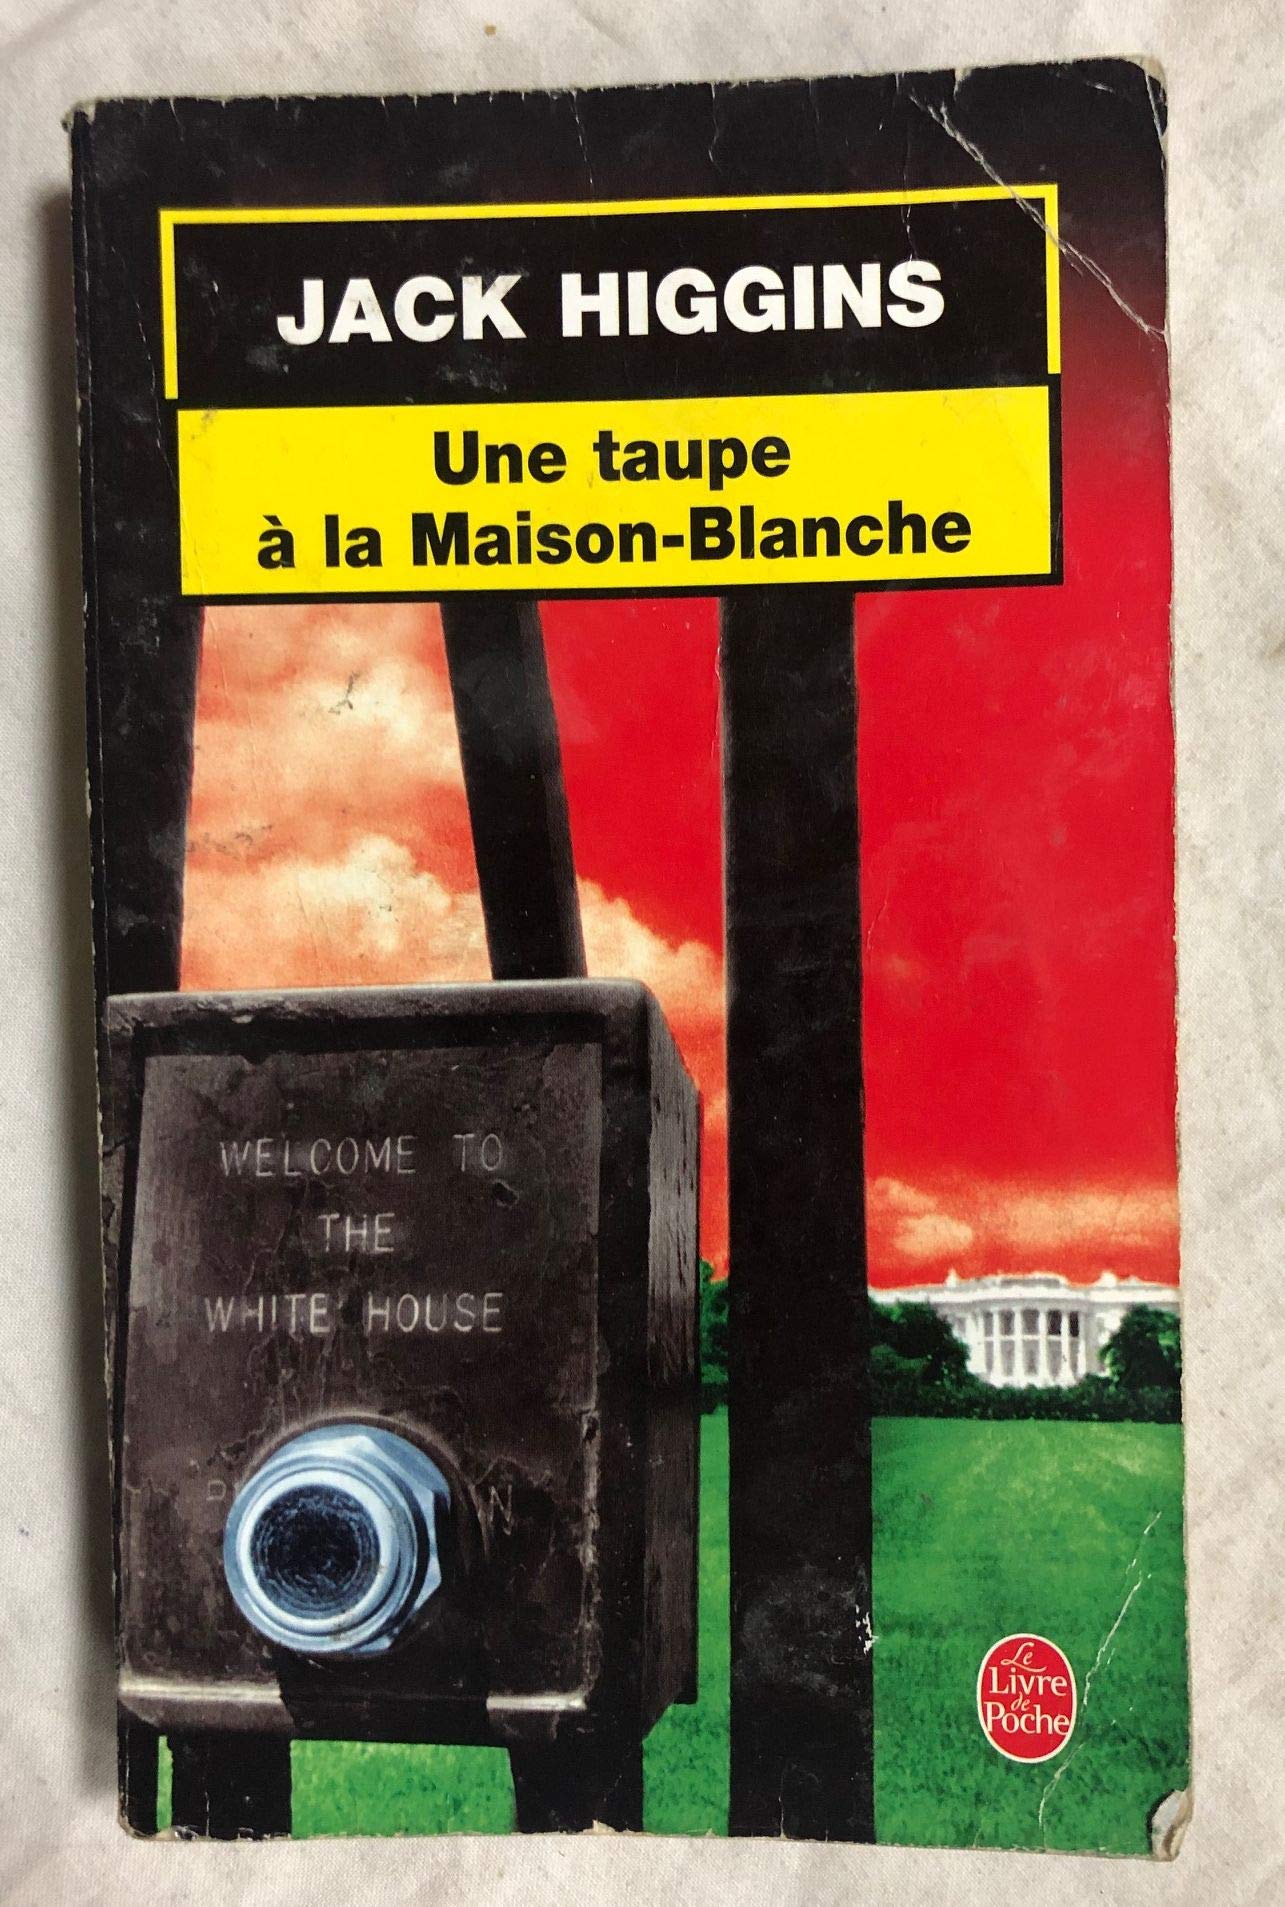 JACK HIGGINS
Une taupe
à la Maison-Blanche
WELCOME TO
THE
WHITE HOUSE
Le
Livre
de
Poche